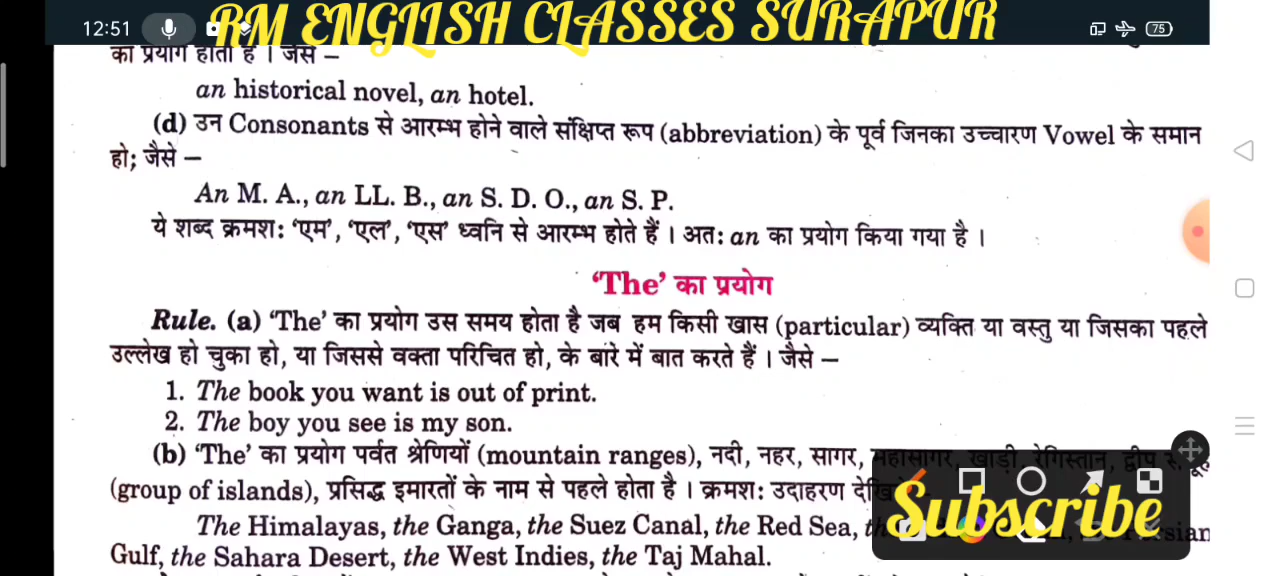 RM ENGLISH CLASSES SURAPUR
12:51
75
का प्रयोग होता है । जैसे –
an historical novel, an hotel.
(d) उन Consonants से आरम्भ होने वाले संक्षिप्त रूप (abbreviation) के पूर्व जिनका उच्चारण Vowel के समान
हो; जैसे –
An M. A., an LL. B., an S. D. O., an S. P.
ये शब्द क्रमश: ‘एम’, ‘एल’, ‘एस’ ध्वनि से आरम्भ होते हैं । अत: an का प्रयोग किया गया है ।
‘The’ का प्रयोग
Rule. (a) ‘The’ का प्रयोग उस समय होता है जब हम किसी खास (particular) व्यक्ति या वस्तु या जिसका पहले
उल्लेख हो चुका हो, या जिससे वक्ता परिचित हो, के बारे में बात करते हैं । जैसे –
1. The book you want is out of print.
2. The boy you see is my son.
(b) ‘The’ का प्रयोग पर्वत श्रेणियों (mountain ranges), नदी, नहर, सागर, महासागर, खाड़ी, रेगिस्तान, द्वीप
(group of islands), प्रसिद्ध इमारतों के नाम से पहले होता है । क्रमश: उदाहरण
Subscribe
The Himalayas, the Ganga, the Suez Canal, the Red Sea,
Gulf, the Sahara Desert, the West Indies, the Taj Mahal.